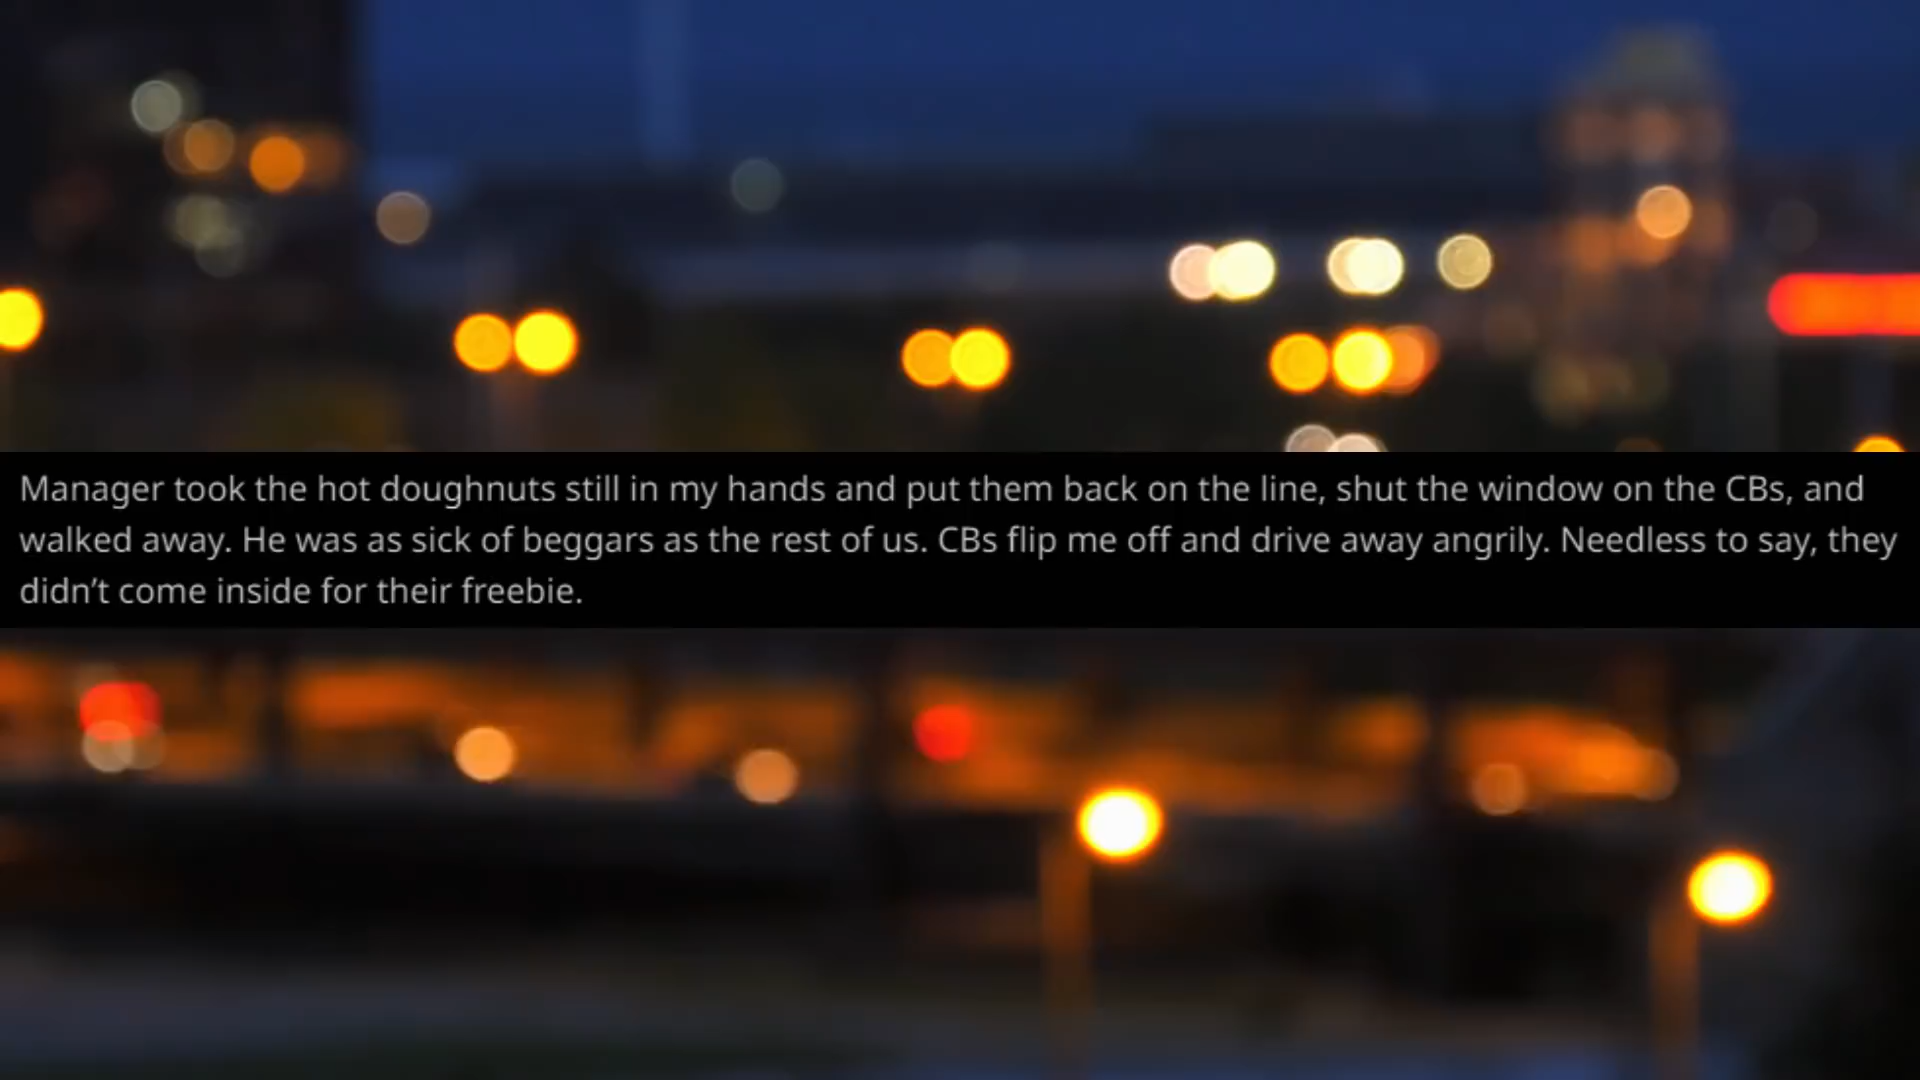 Manager took the hot doughnuts still in my hands and put them back on the line, shut the window on the CBs, and
walked away. He was as sick of beggars as the rest of us. CBs flip me off and drive away angrily. Needless to say, they
didn’t come inside for their freebie.